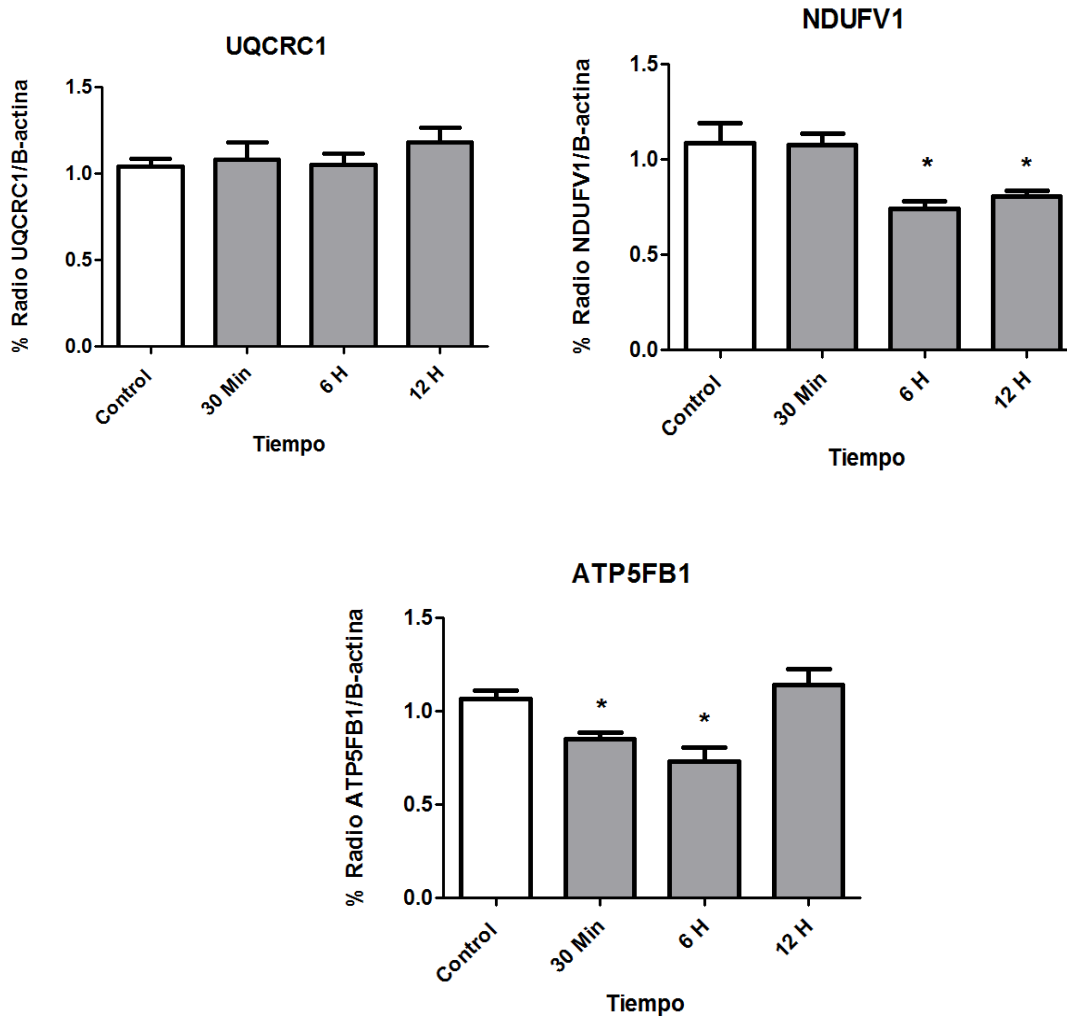 UQCRC1
% Radio UQCRC1/B-actina
1.5
1.0
0.5
0.0
Control
30 Min
6 H
12 H
Tiempo
NDUFV1
% Radio NDUFV1/B-actina
1.5
1.0
0.5
0.0
*
*
Control
30 Min
6 H
12 H
Tiempo
ATP5FB1
% Radio ATP5FB1/B-actina
1.5
1.0
0.5
0.0
*
*
Control
30 Min
6 H
12 H
Tiempo